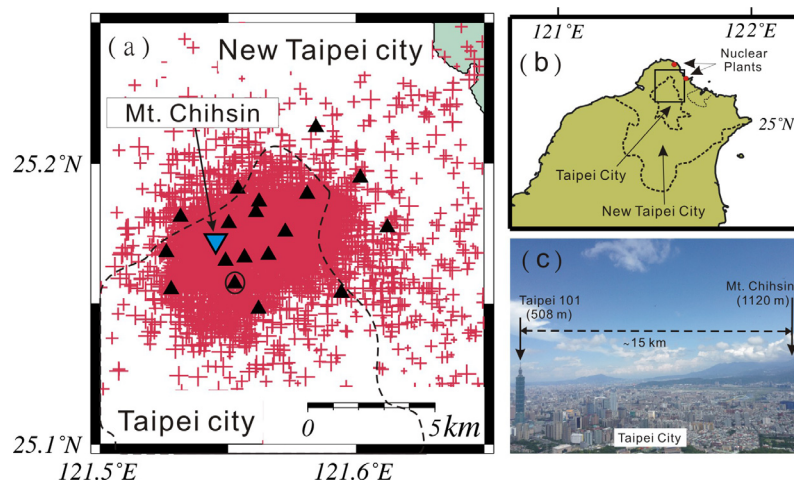 (a)
New Taipei city
Mt. Chihsin
25.2°N
Taipei city
0
5km
25.1°N
121.5°E
121.6°E
121°E
122°E
(b)
Nuclear
Plants
25°N
Taipei City
New Taipei City
(c)
Mt. Chihsin
(1120 m)
Taipei 101
(508 m)
~15 km
Taipei City